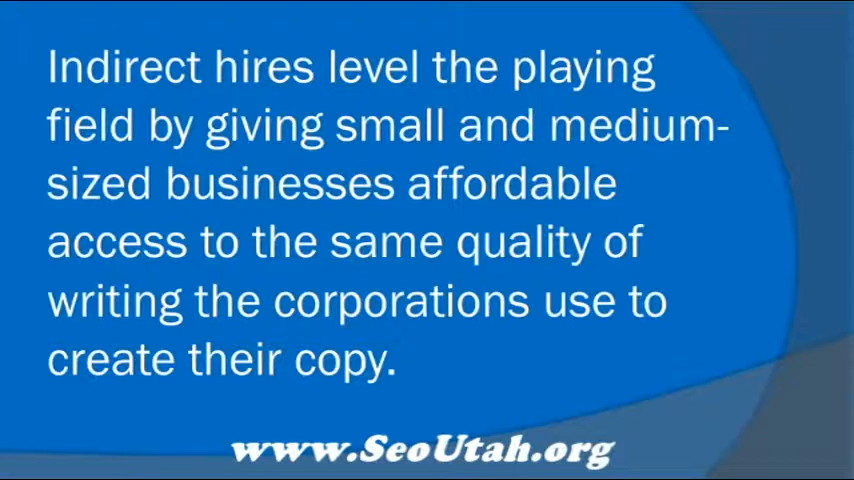 Indirect hires level the playing
field by giving small and medium-
sized businesses affordable
access to the same quality of
writing the corporations use to
create their copy.
www.SeoUtah.org